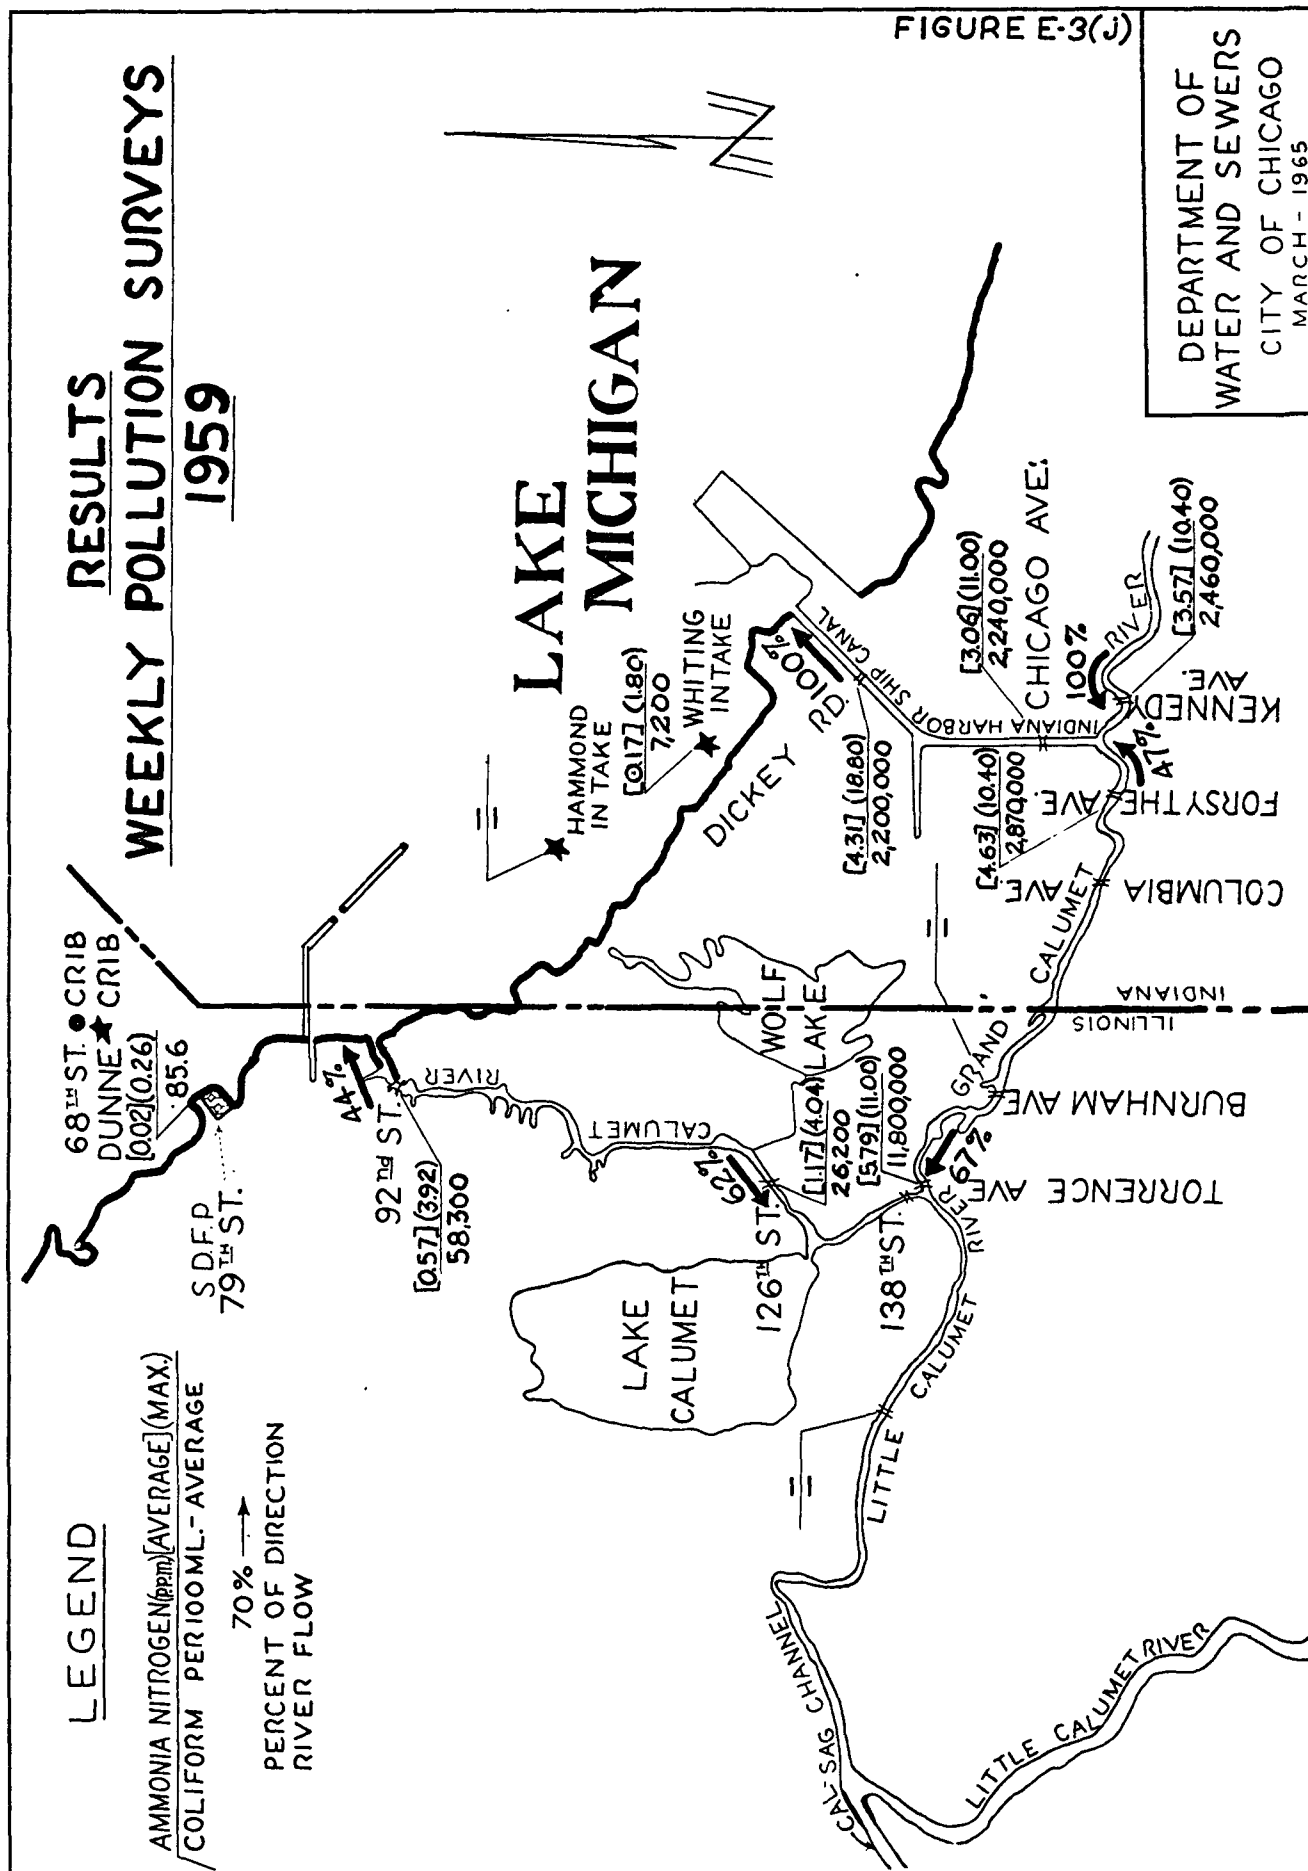 FIGURE E-3(J)
RESULTS
WEEKLY POLLUTION SURVEYS
1959
LEGEND
AMMONIA NITROGEN(ppm)[AVERAGE](MAX.)
COLIFORM PER 100 ML.-AVERAGE
70% →
PERCENT OF DIRECTION
RIVER FLOW
68TH ST. ● CRIB
DUNNE ★ CRIB
[0.02](0.26)
85.6
S.D.F.P
79TH ST.
44%
92nd ST.
[0.57](3.92)
58,300
LAKE
MICHIGAN
HAMMOND
INTAKE
[0.17](1.80)
7,200
WHITING
INTAKE
CALUMET
RIVER
WOLF
LAKE
LAKE
CALUMET
62%
126TH ST.
[1.17](4.04)
26,200
[5.79](11.00)
11,800,000
138TH ST.
DICKEY RD.
100%
INDIANA HARBOR SHIP CANAL
[4.31](18.80)
2,200,000
[3.06](11.00)
2,240,000
CHICAGO AVE.
[4.63](10.40)
2,870,000
100%
RIVER
[3.57](10.40)
2,460,000
47%
67%
GRAND CALUMET
ILLINOIS
INDIANA
TORRENCE AVE
BURNHAM AVE
COLUMBIA AVE
FORSYTHE AVE.
KENNEDY AVE.
LITTLE CALUMET RIVER
CAL-SAG CHANNEL
LITTLE CALUMET RIVER
DEPARTMENT OF
WATER AND SEWERS
CITY OF CHICAGO
MARCH - 1965